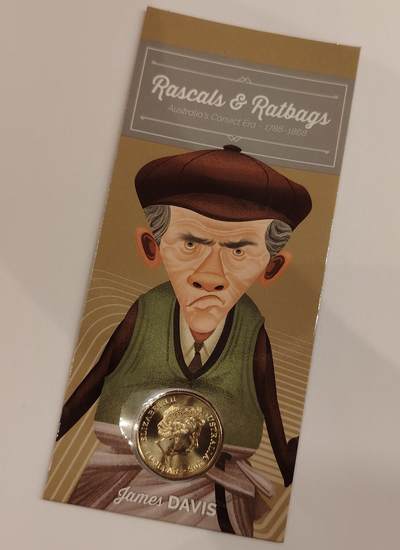 Rascals & Ratbags
Australia's Convict Era - 1788-1868
ELIZABETH II
AUSTRALIA
James DAVIS